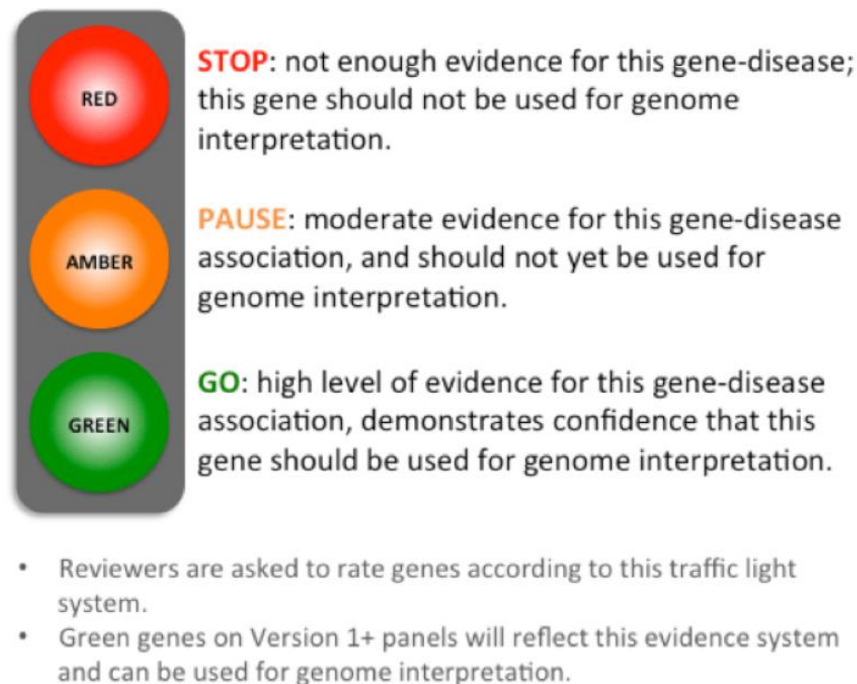 RED
STOP: not enough evidence for this gene-disease;
this gene should not be used for genome
interpretation.
AMBER
PAUSE: moderate evidence for this gene-disease
association, and should not yet be used for
genome interpretation.
GREEN
GO: high level of evidence for this gene-disease
association, demonstrates confidence that this
gene should be used for genome interpretation.
• Reviewers are asked to rate genes according to this traffic light
system.
• Green genes on Version 1+ panels will reflect this evidence system
and can be used for genome interpretation.